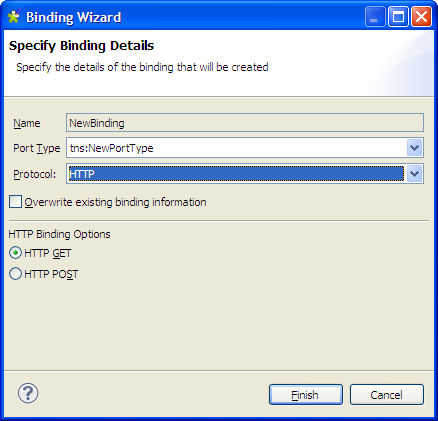 Binding Wizard
Specify Binding Details
Specify the details of the binding that will be created
Name NewBinding
Port Type tns:NewPortType
Protocol: HTTP
Overwrite existing binding information
HTTP Binding Options
HTTP GET
HTTP POST
? Finish Cancel